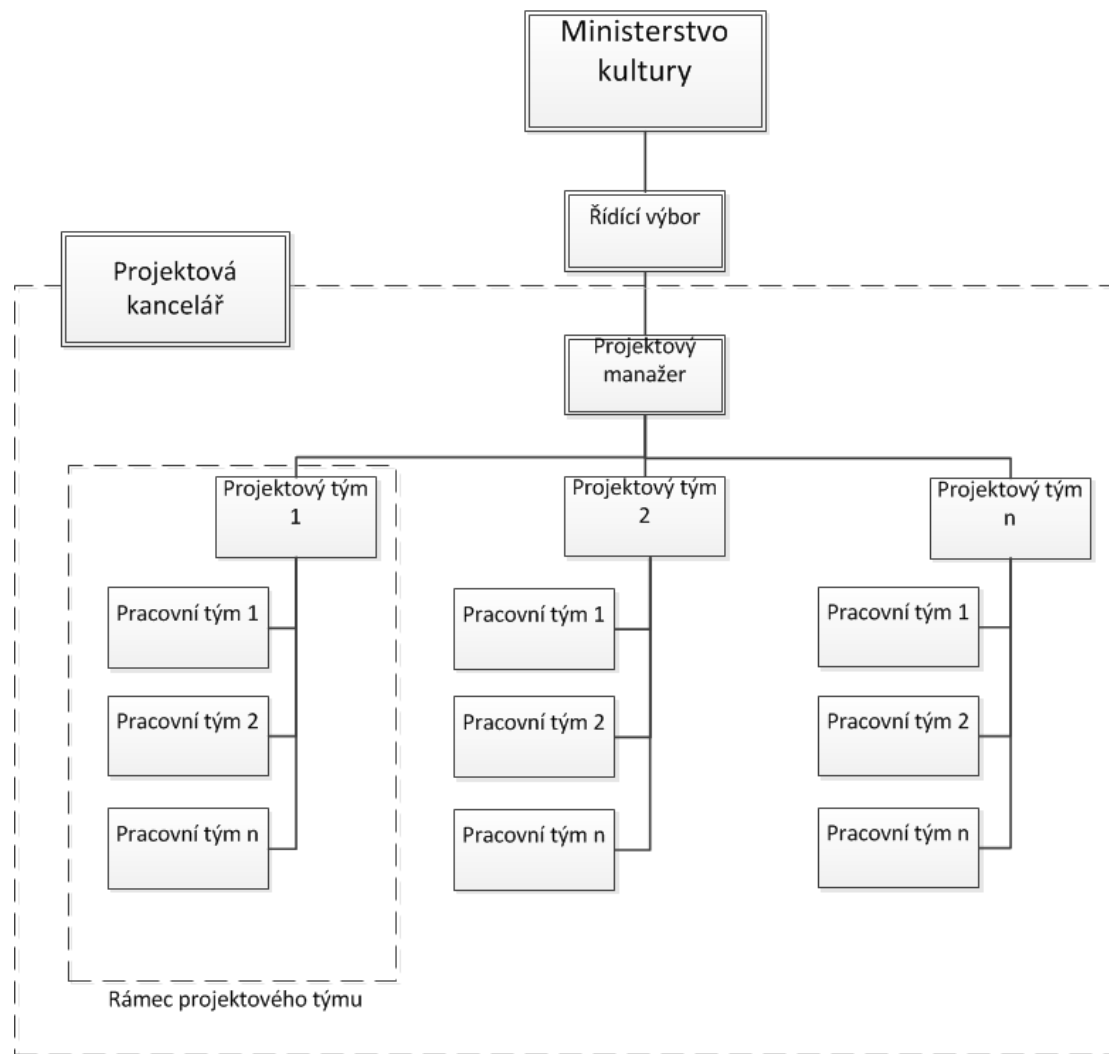 Ministerstvo
kultury
Řídící výbor
Projektová
kancelář
Projektový
manažer
Projektový tým
1
Projektový tým
2
Projektový tým
n
Pracovní tým 1
Pracovní tým 1
Pracovní tým 1
Pracovní tým 2
Pracovní tým 2
Pracovní tým 2
Pracovní tým n
Pracovní tým n
Pracovní tým n
Rámec projektového týmu